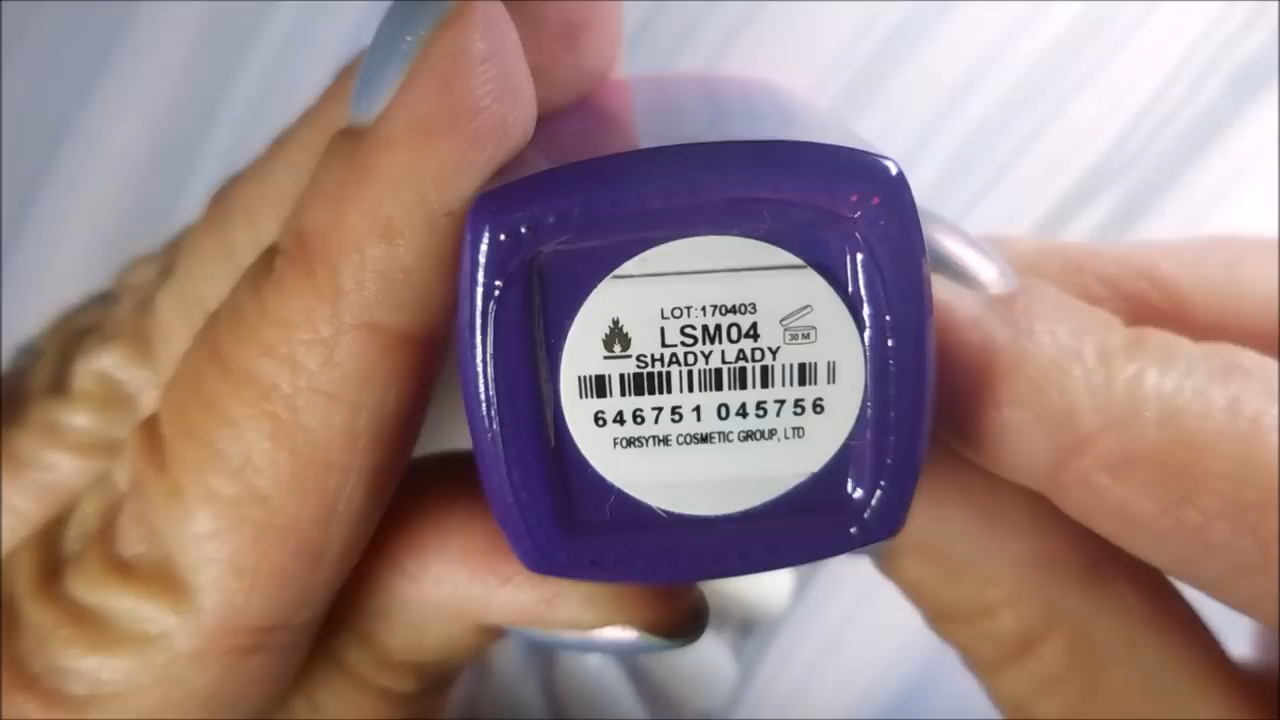 LOT:170403
LSM04
30 M
SHADY LADY
646751 045756
FORSYTHE COSMETIC GROUP, LTD